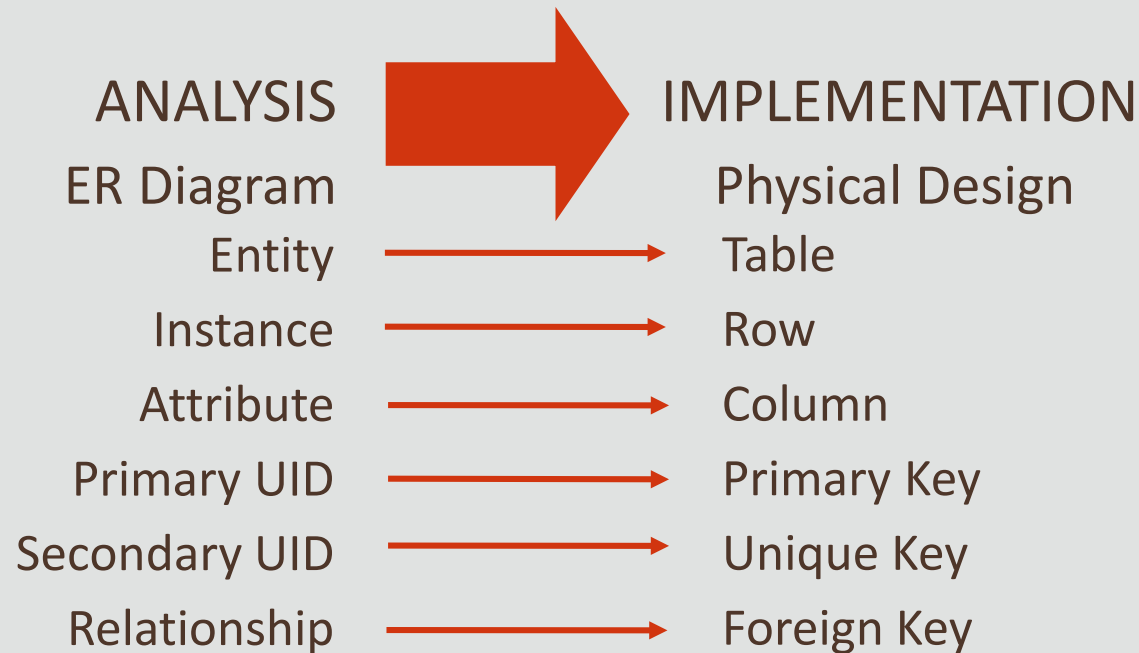 ANALYSIS IMPLEMENTATION
ER Diagram Physical Design
Entity Table
Instance Row
Attribute Column
Primary UID Primary Key
Secondary UID Unique Key
Relationship Foreign Key